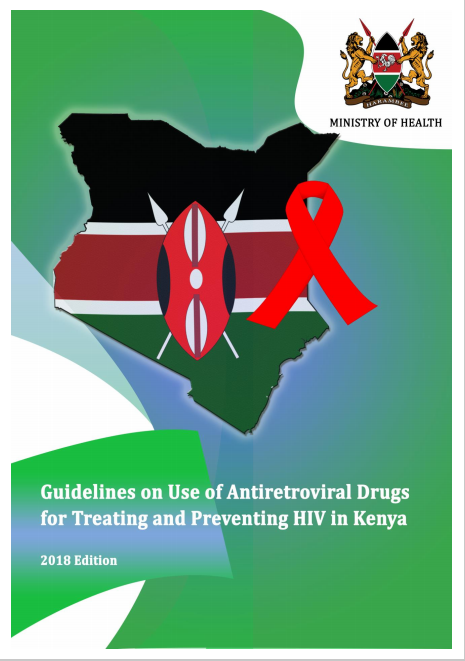 HARAMBEE
MINISTRY OF HEALTH
Guidelines on Use of Antiretroviral Drugs
for Treating and Preventing HIV in Kenya
2018 Edition